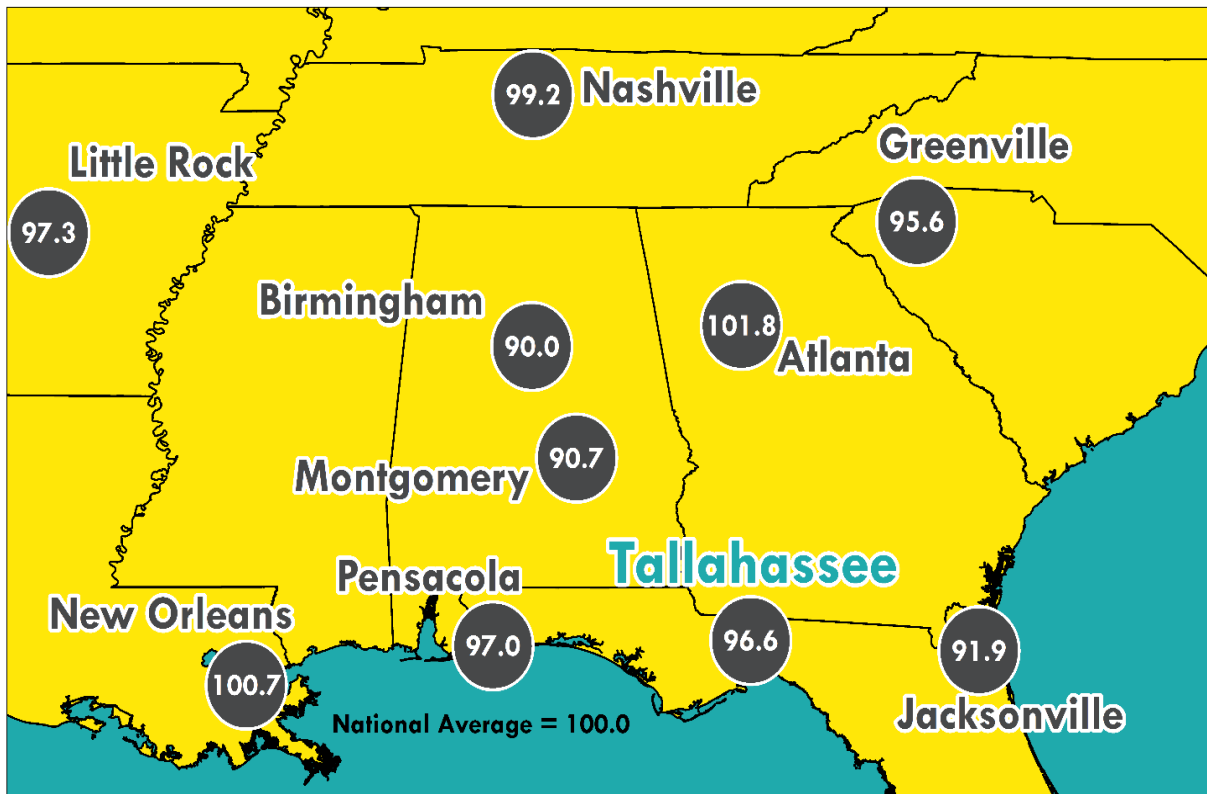 99.2 Nashville
Greenville
Little Rock
97.3
95.6
Birmingham
90.0
101.8
Atlanta
90.7
Montgomery
Tallahassee
Pensacola
New Orleans
97.0
96.6
91.9
100.7
Jacksonville
National Average = 100.0